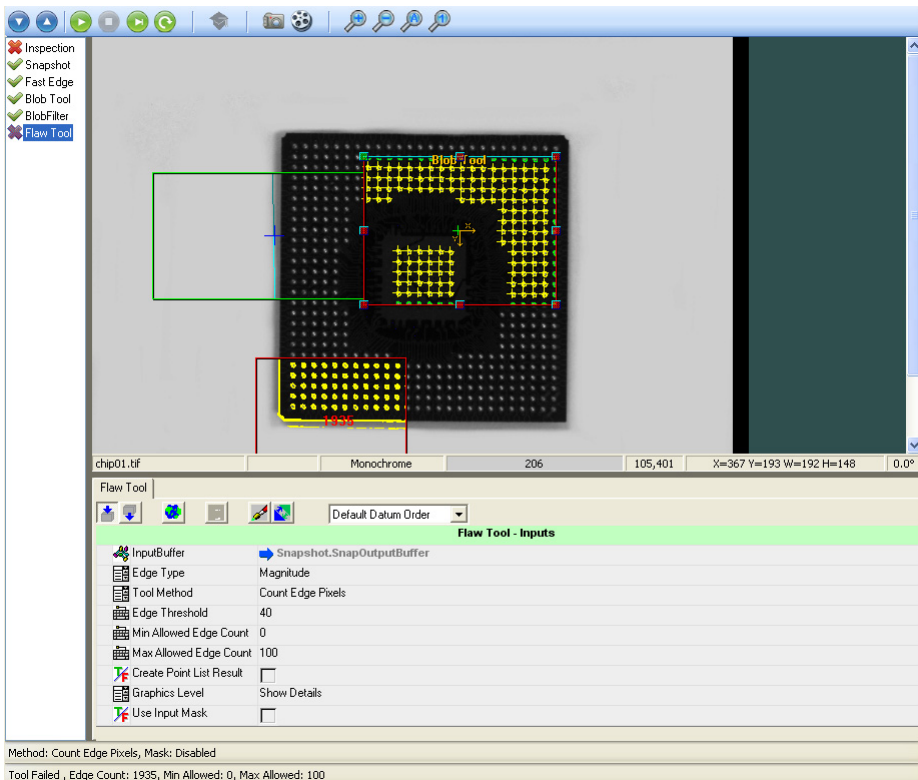 Inspection
Snapshot
Fast Edge
Blob Tool
BlobFilter
Flaw Tool
Blob Tool
X
Y
1935
chip01.tif Monochrome 206 105,401 X=367 Y=193 W=192 H=148 0.0°
Flaw Tool
Default Datum Order
Flaw Tool - Inputs
InputBuffer Snapshot.SnapOutputBuffer
Edge Type Magnitude
Tool Method Count Edge Pixels
Edge Threshold 40
Min Allowed Edge Count 0
Max Allowed Edge Count 100
Create Point List Result
Graphics Level Show Details
Use Input Mask
Method: Count Edge Pixels, Mask: Disabled
Tool Failed , Edge Count: 1935, Min Allowed: 0, Max Allowed: 100